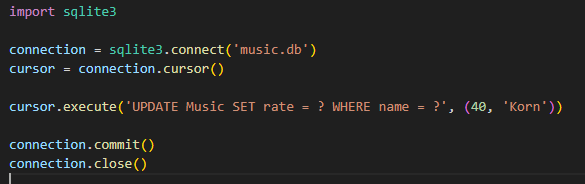 import sqlite3
connection = sqlite3.connect('music.db')
cursor = connection.cursor()
cursor.execute('UPDATE Music SET rate = ? WHERE name = ?', (40, 'Korn'))
connection.commit()
connection.close()